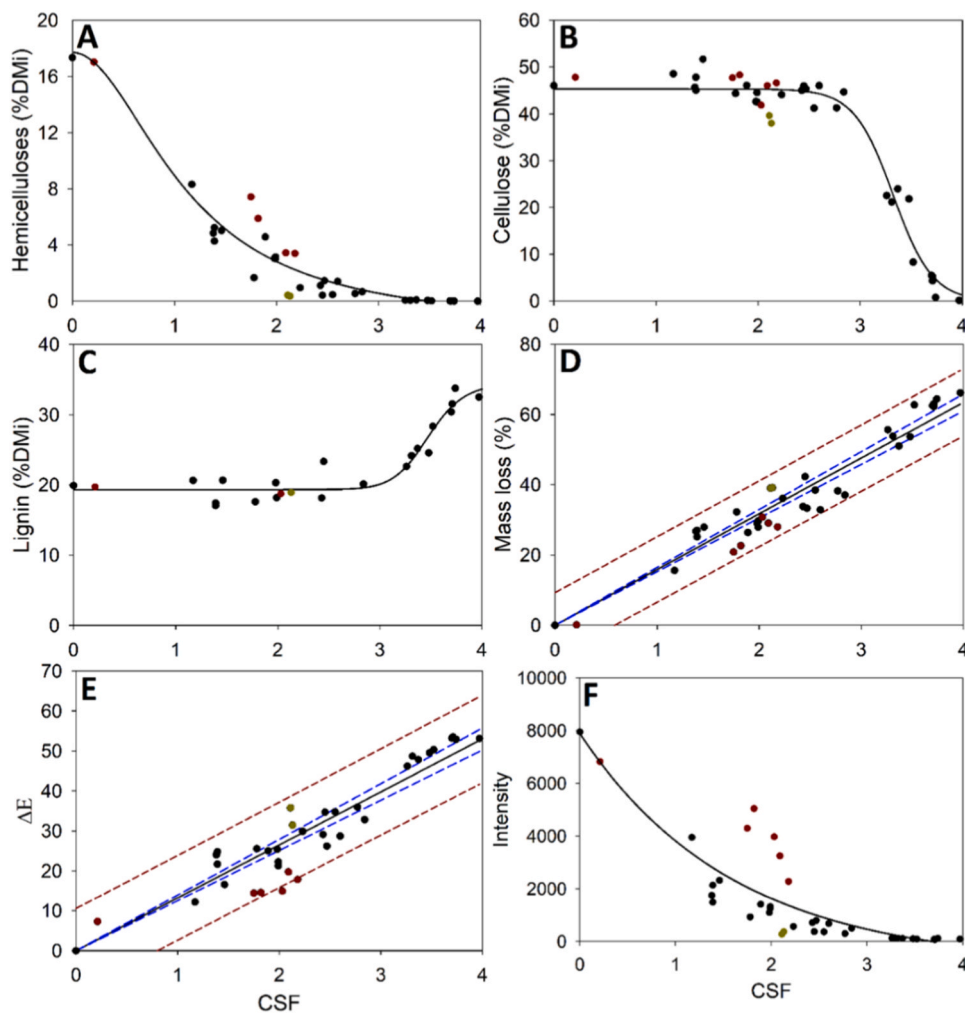 A
Hemicelluloses (%DMi)
20
16
12
8
4
0
0 1 2 3 4
B
Cellulose (%DMi)
60
50
40
30
20
10
0
0 1 2 3 4
C
Lignin (%DMi)
40
30
20
10
0
0 1 2 3 4
D
Mass loss (%)
80
60
40
20
0
0 1 2 3 4
E
ΔE
70
60
50
40
30
20
10
0
0 1 2 3 4
CSF
F
Intensity
10000
8000
6000
4000
2000
0
0 1 2 3 4
CSF